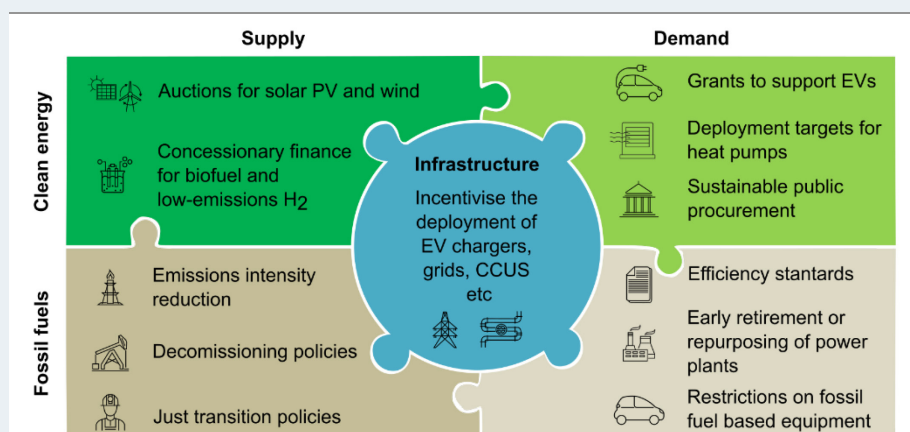 Supply
Demand
Clean energy
Auctions for solar PV and wind
Concessionary finance
for biofuel and
low-emissions H2
Grants to support EVs
Deployment targets for
heat pumps
Sustainable public
procurement
Infrastructure
Incentivise the
deployment of
EV chargers,
grids, CCUS
etc
Fossil fuels
Emissions intensity
reduction
Decomissioning policies
Just transition policies
Efficiency stantards
Early retirement or
repurposing of power
plants
Restrictions on fossil
fuel based equipment